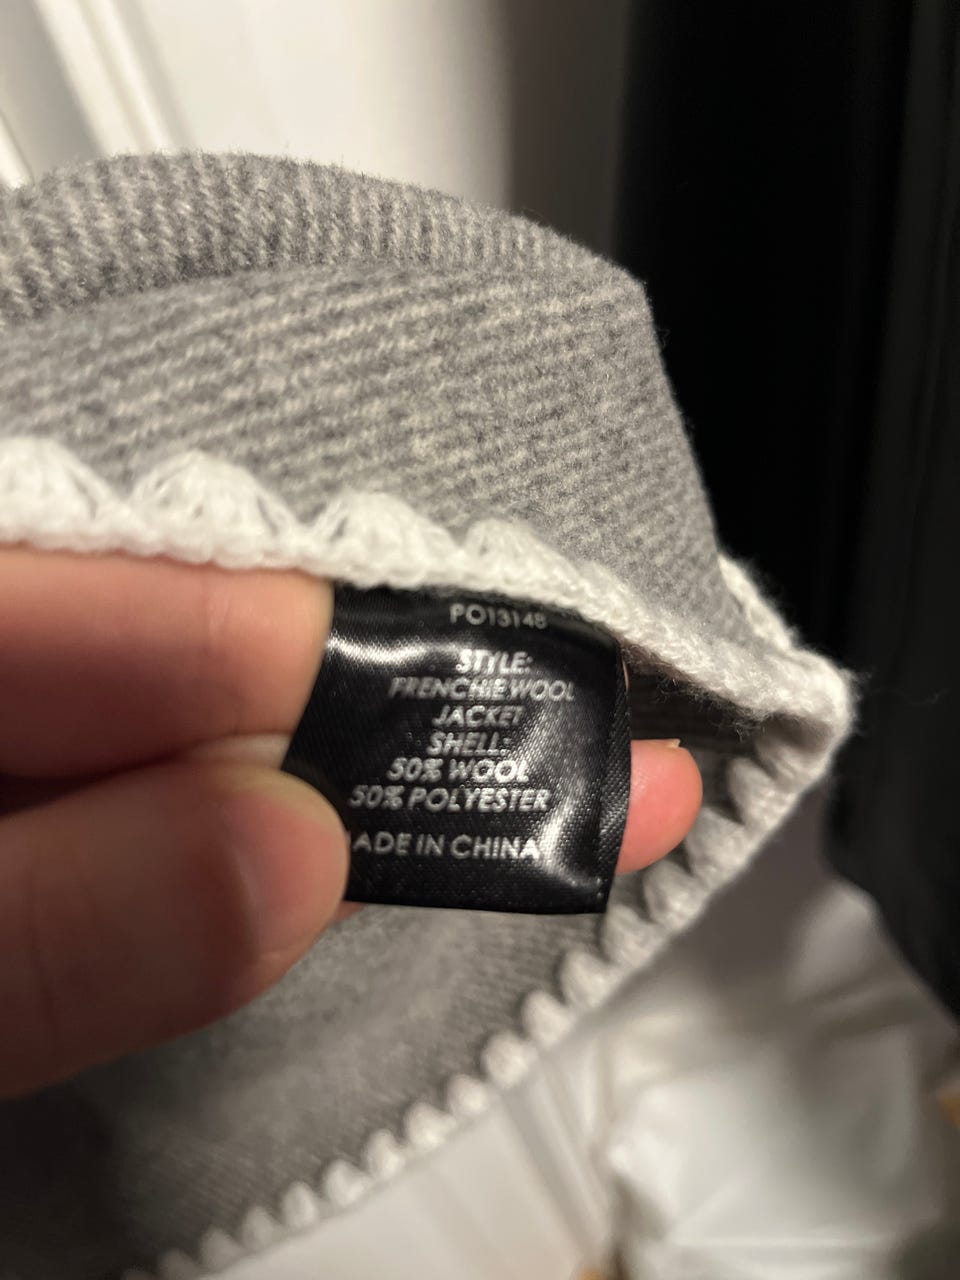 PO13148
STYLE:
FRENCHIE WOOL
JACKET
SHELL:
50% WOOL
50% POLYESTER
ADE IN CHINA